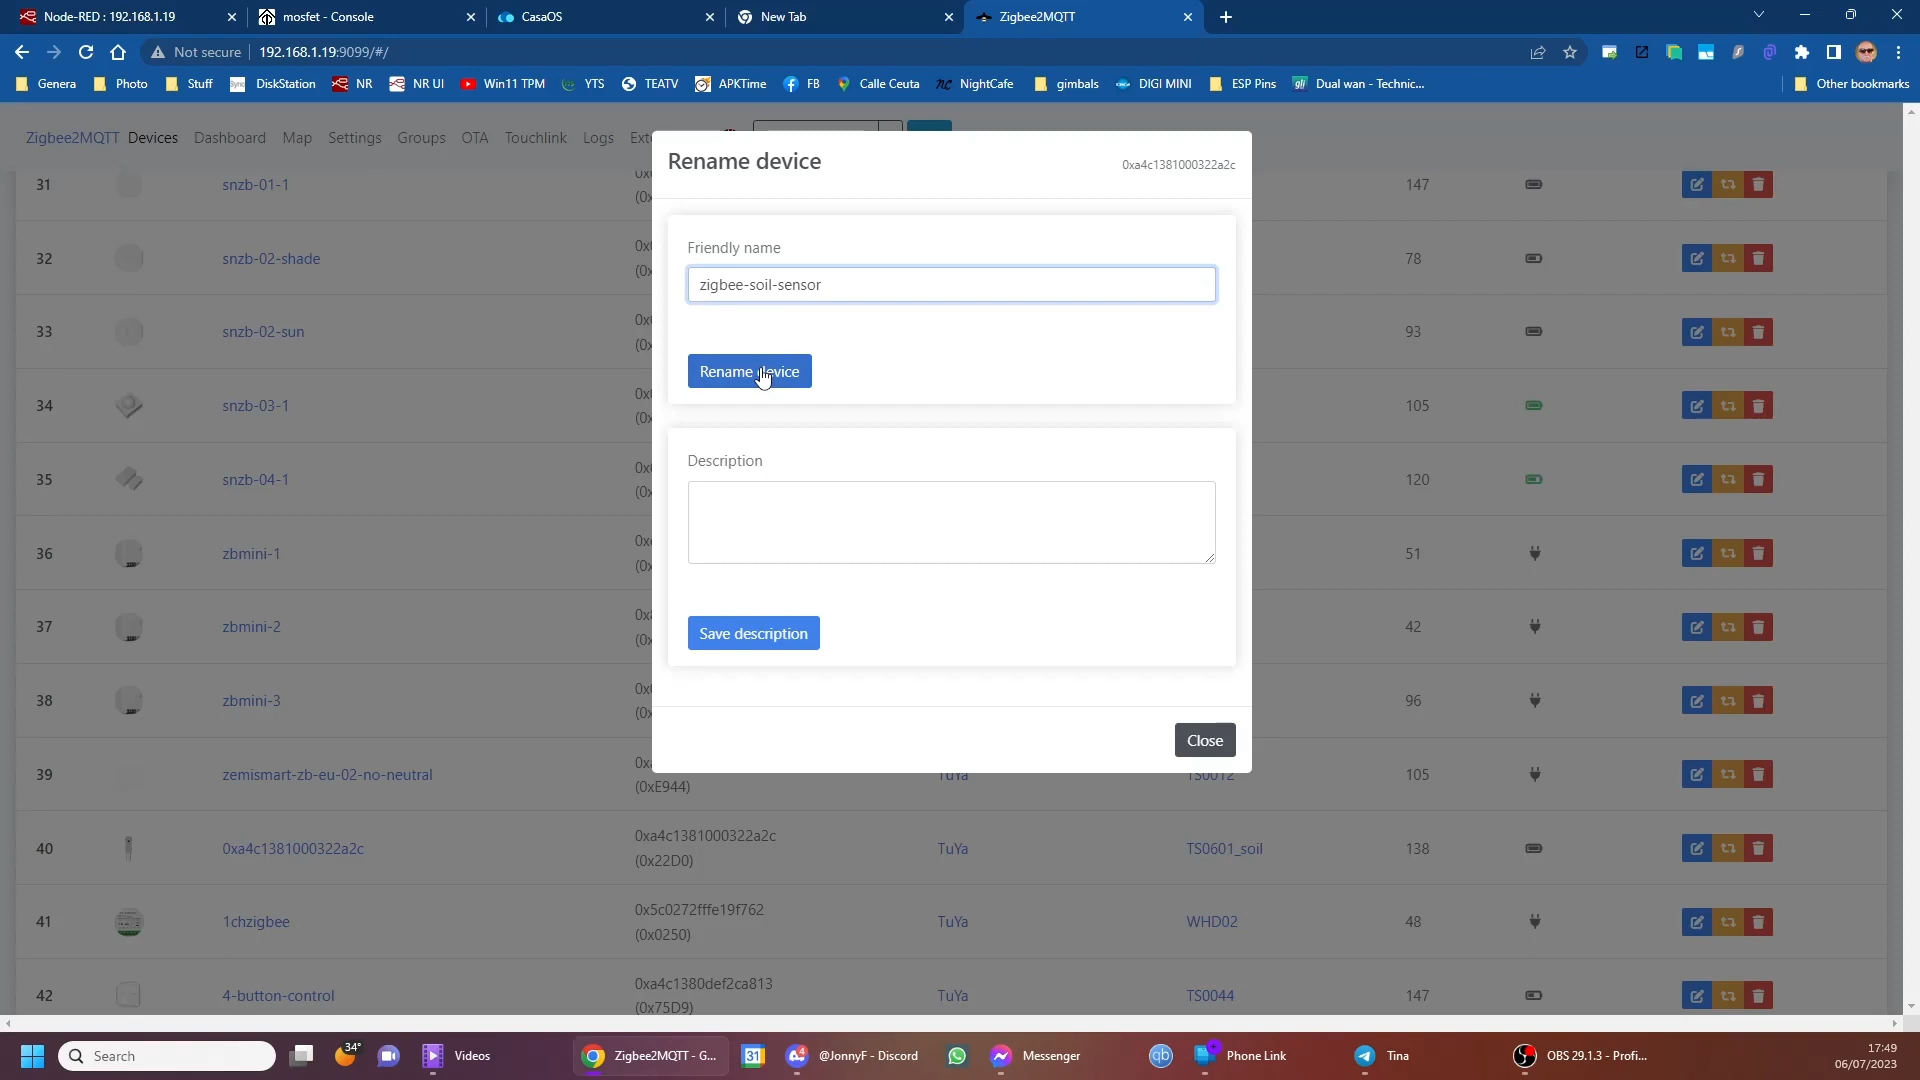 Node-RED : 192.168.1.19
mosfet - Console
CasaOS
New Tab
Zigbee2MQTT
Not secure
192.168.1.19:9099/#/
Genera
Photo
Stuff
DiskStation
NR
NR UI
Win11 TPM
YTS
TEATV
APKTime
FB
Calle Ceuta
NightCafe
gimbals
DIGI MINI
ESP Pins
Dual wan - Technic...
Other bookmarks
Zigbee2MQTT
Devices
Dashboard
Map
Settings
Groups
OTA
Touchlink
Logs
Rename device
0xa4c1381000322a2c
Friendly name
zigbee-soil-sensor
Rename device
Description
Save description
Close
31
snzb-01-1
147
32
snzb-02-shade
78
33
snzb-02-sun
93
34
snzb-03-1
105
35
snzb-04-1
120
36
zbmini-1
51
37
zbmini-2
42
38
zbmini-3
96
39
zemismart-zb-eu-02-no-neutral
(0xE944)
TuYa
TS0012
105
40
0xa4c1381000322a2c
0xa4c1381000322a2c
(0x22D0)
TuYa
TS0601_soil
138
41
1chzigbee
0x5c0272fffe19f762
(0x0250)
TuYa
WHD02
48
42
4-button-control
0xa4c1380def2ca813
(0x75D9)
TuYa
TS0044
147
Search
34°
Videos
Zigbee2MQTT - G...
31
@JonnyF - Discord
Messenger
qb
Phone Link
Tina
OBS 29.1.3 - Profi...
17:49
06/07/2023